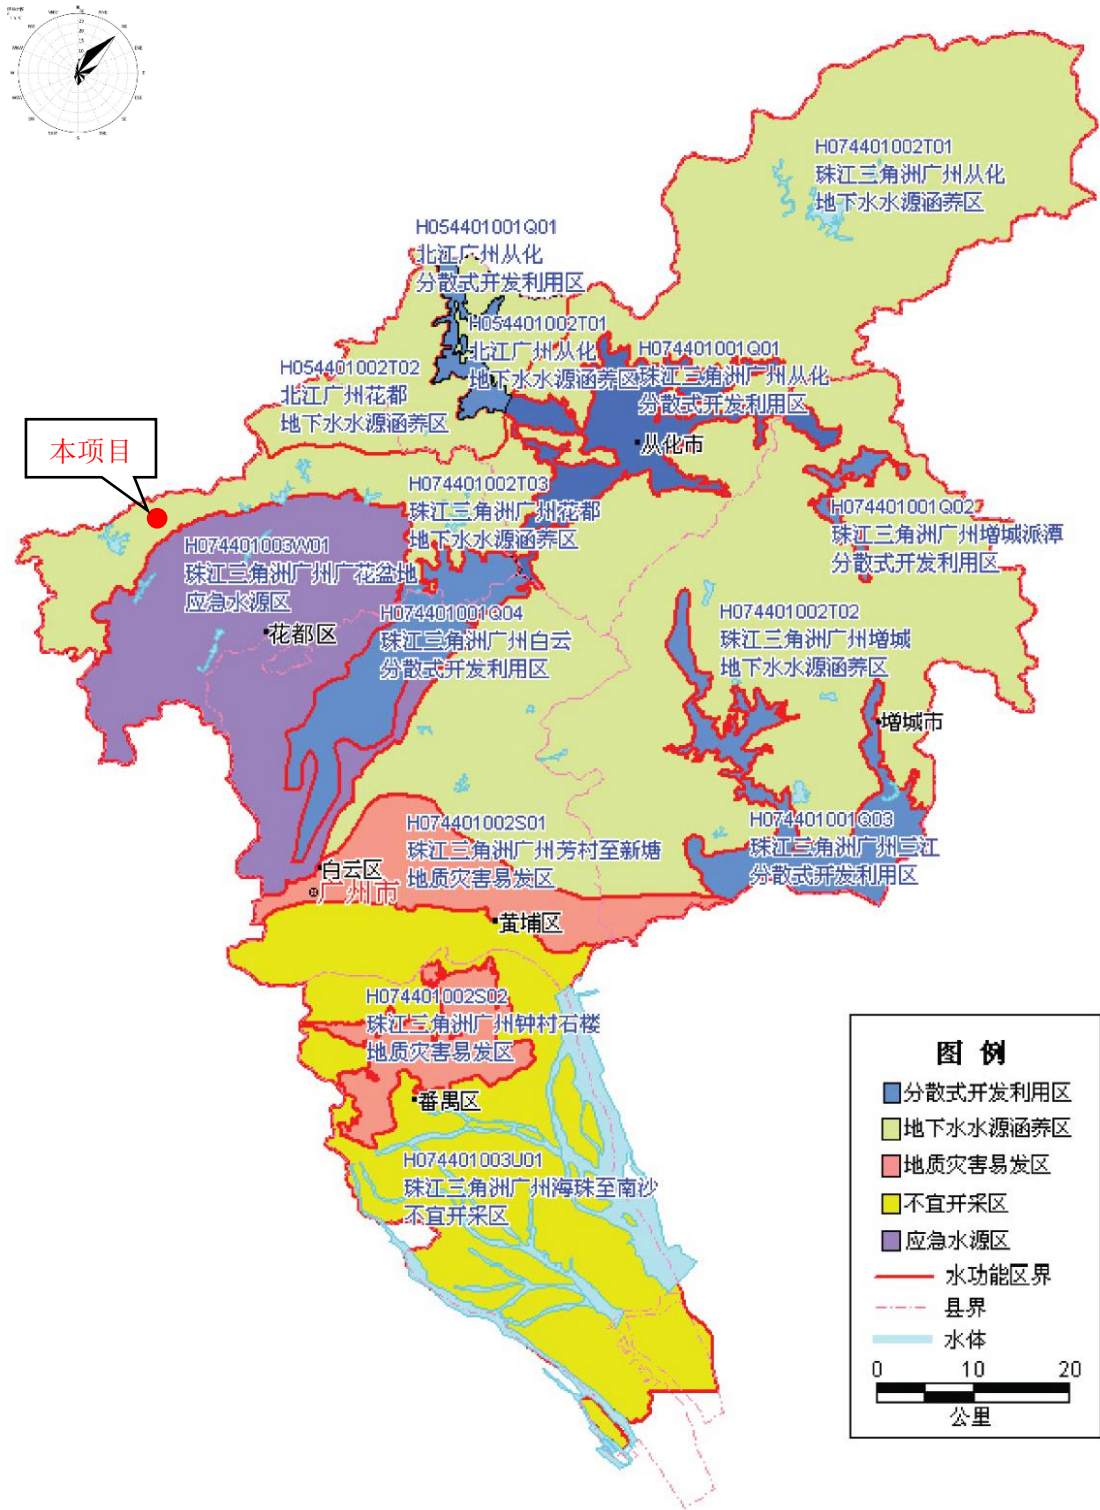 H074401002T01
珠江三角洲广州从化
地下水水源涵养区
H054401001Q01
北江广州从化
分散式开发利用区
H054401002T01
北江广州从化
地下水水源涵养区
H074401001Q01
珠江三角洲广州从化
分散式开发利用区
H054401002T02
北江广州花都
地下水水源涵养区
本项目
从化市
H074401002T03
珠江三角洲广州花都
地下水水源涵养区
H074401001Q02
珠江三角洲广州增城派潭
分散式开发利用区
H074401003W01
珠江三角洲广州广花盆地
应急水源区
花都区
H074401001Q04
珠江三角洲广州白云
分散式开发利用区
H074401002T02
珠江三角洲广州增城
地下水水源涵养区
增城市
H074401002S01
珠江三角洲广州芳村至新塘
地质灾害易发区
H074401001Q03
珠江三角洲广州三江
分散式开发利用区
白云区
广州市
黄埔区
H074401002S02
珠江三角洲广州钟村石楼
地质灾害易发区
番禺区
H074401003U01
珠江三角洲广州海珠至南沙
不宜开采区
图 例
分散式开发利用区
地下水水源涵养区
地质灾害易发区
不宜开采区
应急水源区
水功能区界
县界
水体
0 10 20
公里